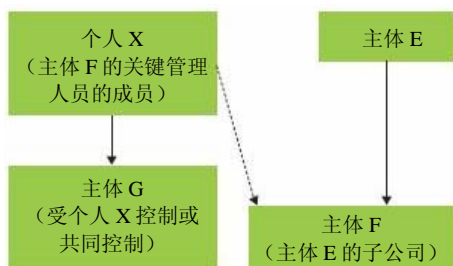 个人 X
（主体 F 的关键管理
人员的成员）
主体 E
主体 G
（受个人 X 控制或
共同控制）
主体 F
（主体 E 的子公司）